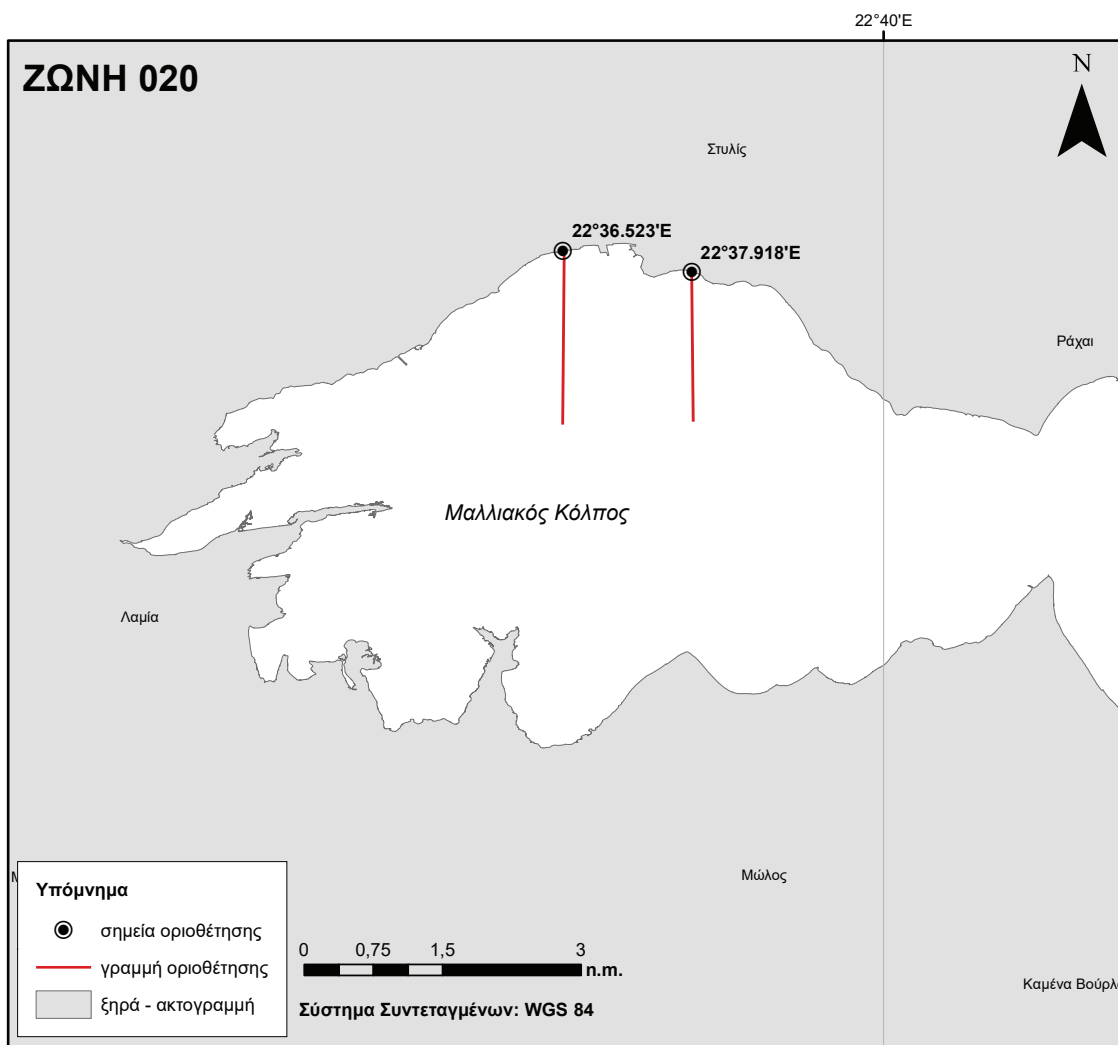 22°40'E
ΖΩΝΗ 020
N
Στυλίς
22°36.523'E
22°37.918'E
Ράχαι
Μαλλιακός Κόλπος
Λαμία
Μώλος
Υπόμνημα
σημεία οριοθέτησης
γραμμή οριοθέτησης
ξηρά - ακτογραμμή
0 0,75 1,5 3
n.m.
Σύστημα Συντεταγμένων: WGS 84
Καμένα